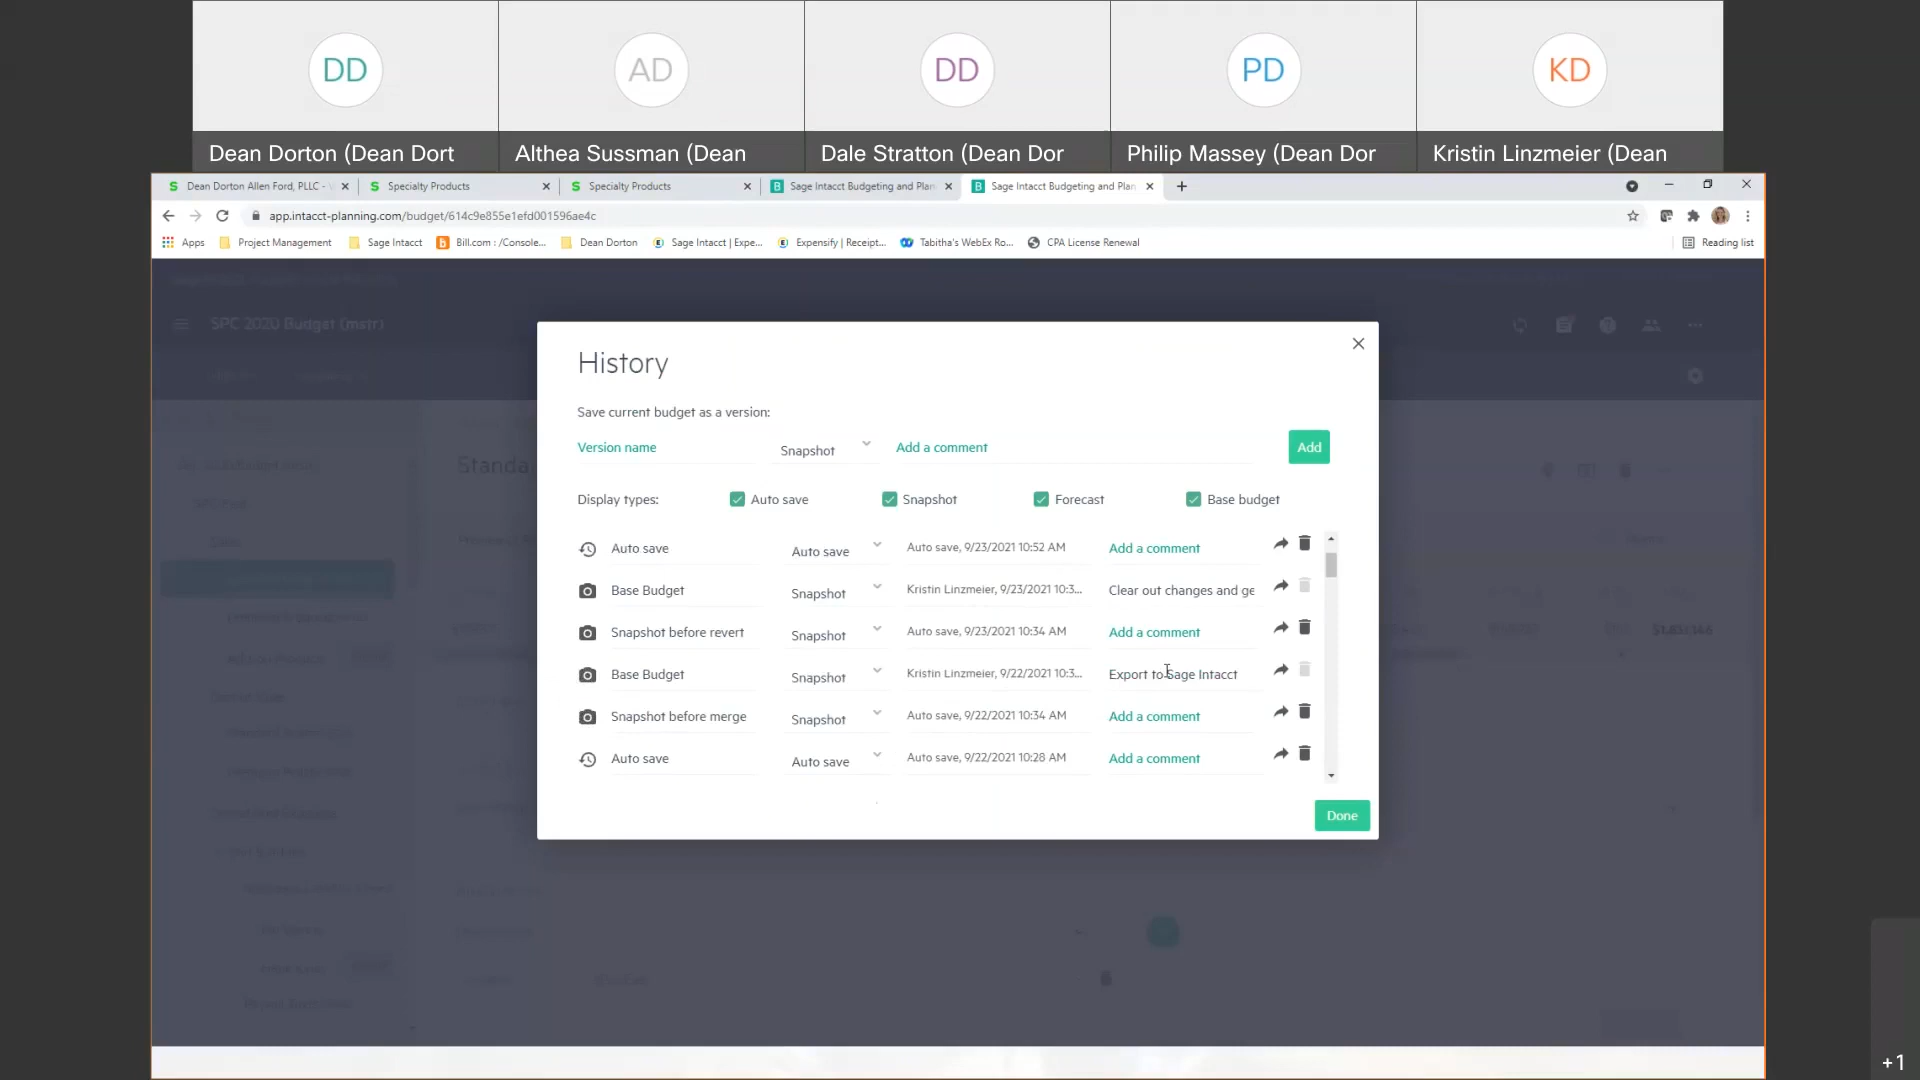 DD
AD
DD
PD
KD
Dean Dorton (Dean Dort
Althea Sussman (Dean
Dale Stratton (Dean Dor
Philip Massey (Dean Dor
Kristin Linzmeier (Dean
Dean Dorton Allen Ford, PLLC -
Specialty Products
Specialty Products
Sage Intacct Budgeting and Plan
Sage Intacct Budgeting and Plan
app.intacct-planning.com/budget/614c9e855e1efd001596ae4c
Apps
Project Management
Sage Intacct
Bill.com : /Console...
Dean Dorton
Sage Intacct | Expe...
Expensify | Receipt...
Tabitha's WebEx Ro...
CPA License Renewal
Reading list
SPC 2020 Budget (mstr)
Standa
History
Save current budget as a version:
Version name Snapshot Add a comment Add
Display types: Auto save Snapshot Forecast Base budget
Auto save Auto save Auto save, 9/23/2021 10:52 AM Add a comment
Base Budget Snapshot Kristin Linzmeier, 9/23/2021 10:3... Clear out changes and ge
Snapshot before revert Snapshot Auto save, 9/23/2021 10:34 AM Add a comment
Base Budget Snapshot Kristin Linzmeier, 9/22/2021 10:3... Export to Sage Intacct
Snapshot before merge Snapshot Auto save, 9/22/2021 10:34 AM Add a comment
Auto save Auto save Auto save, 9/22/2021 10:28 AM Add a comment
Done
+1